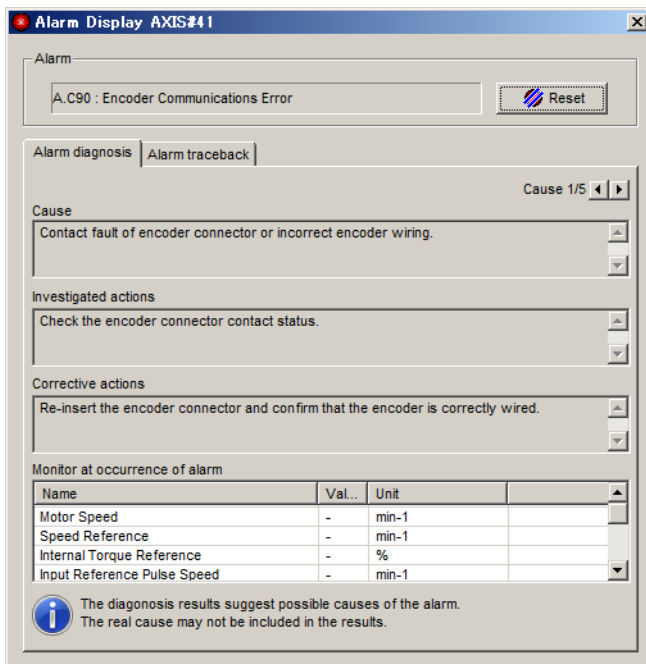 Alarm Display AXIS#41
Alarm
A.C90 : Encoder Communications Error
Reset
Alarm diagnosis
Alarm traceback
Cause 1/5
Cause
Contact fault of encoder connector or incorrect encoder wiring.
Investigated actions
Check the encoder connector contact status.
Corrective actions
Re-insert the encoder connector and confirm that the encoder is correctly wired.
Monitor at occurrence of alarm
Name Val... Unit
Motor Speed - min-1
Speed Reference - min-1
Internal Torque Reference - %
Input Reference Pulse Speed - min-1
The diagonosis results suggest possible causes of the alarm.
The real cause may not be included in the results.